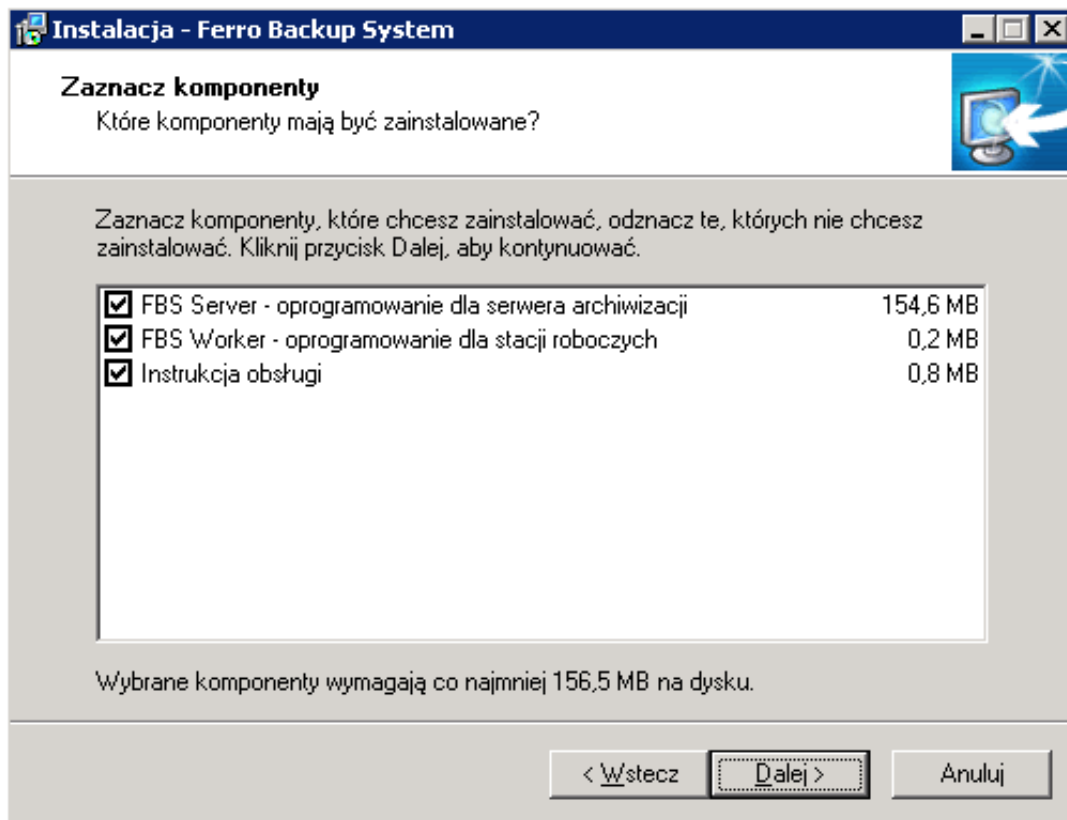 Instalacja - Ferro Backup System
Zaznacz komponenty
Które komponenty mają być zainstalowane?
Zaznacz komponenty, które chcesz zainstalować, odznacz te, których nie chcesz
zainstalować. Kliknij przycisk Dalej, aby kontynuować.
FBS Server - oprogramowanie dla serwera archiwizacji 154,6 MB
FBS Worker - oprogramowanie dla stacji roboczych 0,2 MB
Instrukcja obsługi 0,8 MB
Wybrane komponenty wymagają co najmniej 156,5 MB na dysku.
< Wstecz Dalej > Anuluj